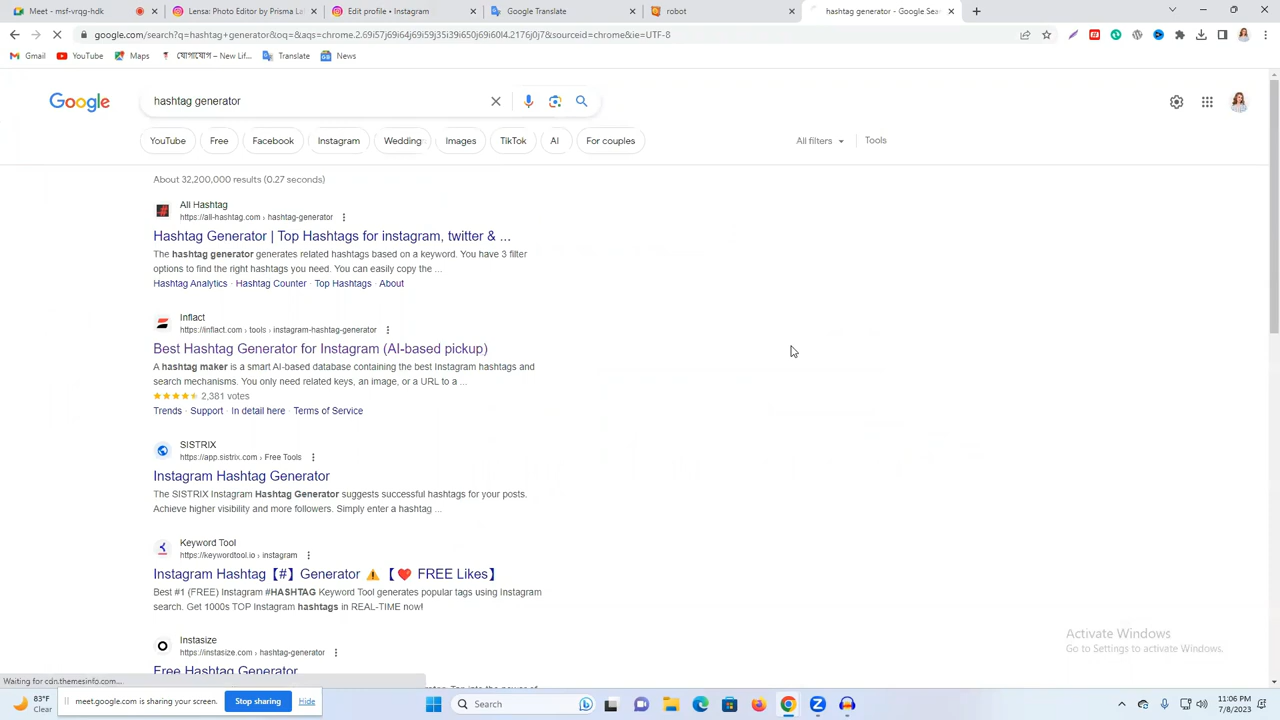 Meet - msf-vrqg-hdk
Lensa: Photo Editor by Prisma La
Edit profile • Instagram
Google Translate
robot
hashtag generator - Google Sea
google.com/search?q=hashtag+generator&oq=&aqs=chrome.2.69i57j69i64j69i59j35i39i650j69i60l4.2176j0j7&sourceid=chrome&ie=UTF-8
Gmail
YouTube
Maps
যোগাযোগ – New Lif...
Translate
News
Google
hashtag generator
YouTube
Free
Facebook
Instagram
Wedding
Images
TikTok
AI
For couples
All filters
Tools
About 32,200,000 results (0.27 seconds)
All Hashtag
https://all-hashtag.com › hashtag-generator
Hashtag Generator | Top Hashtags for instagram, twitter & ...
The hashtag generator generates related hashtags based on a keyword. You have 3 filter
options to find the right hashtags you need. You can easily copy the ...
Hashtag Analytics · Hashtag Counter · Top Hashtags · About
Inflact
https://inflact.com › tools › instagram-hashtag-generator
Best Hashtag Generator for Instagram (AI-based pickup)
A hashtag maker is a smart AI-based database containing the best Instagram hashtags and
search mechanisms. You only need related keys, an image, or a URL to a ...
2,381 votes
Trends · Support · In detail here · Terms of Service
SISTRIX
https://app.sistrix.com › Free Tools
Instagram Hashtag Generator
The SISTRIX Instagram Hashtag Generator suggests successful hashtags for your posts.
Achieve higher visibility and more followers. Simply enter a hashtag ...
Keyword Tool
https://keywordtool.io › instagram
Instagram Hashtag【#】Generator ⚠️【 ❤️ FREE Likes】
Best #1 (FREE) Instagram #HASHTAG Keyword Tool generates popular tags using Instagram
search. Get 1000s TOP Instagram hashtags in REAL-TIME now!
Instasize
https://instasize.com › hashtag-generator
Free Hashtag Generator
Activate Windows
Go to Settings to activate Windows.
Waiting for cdn.themesinfo.com...
83°F
Clear
meet.google.com is sharing your screen.
Stop sharing
Hide
Search
11:06 PM
7/8/2023